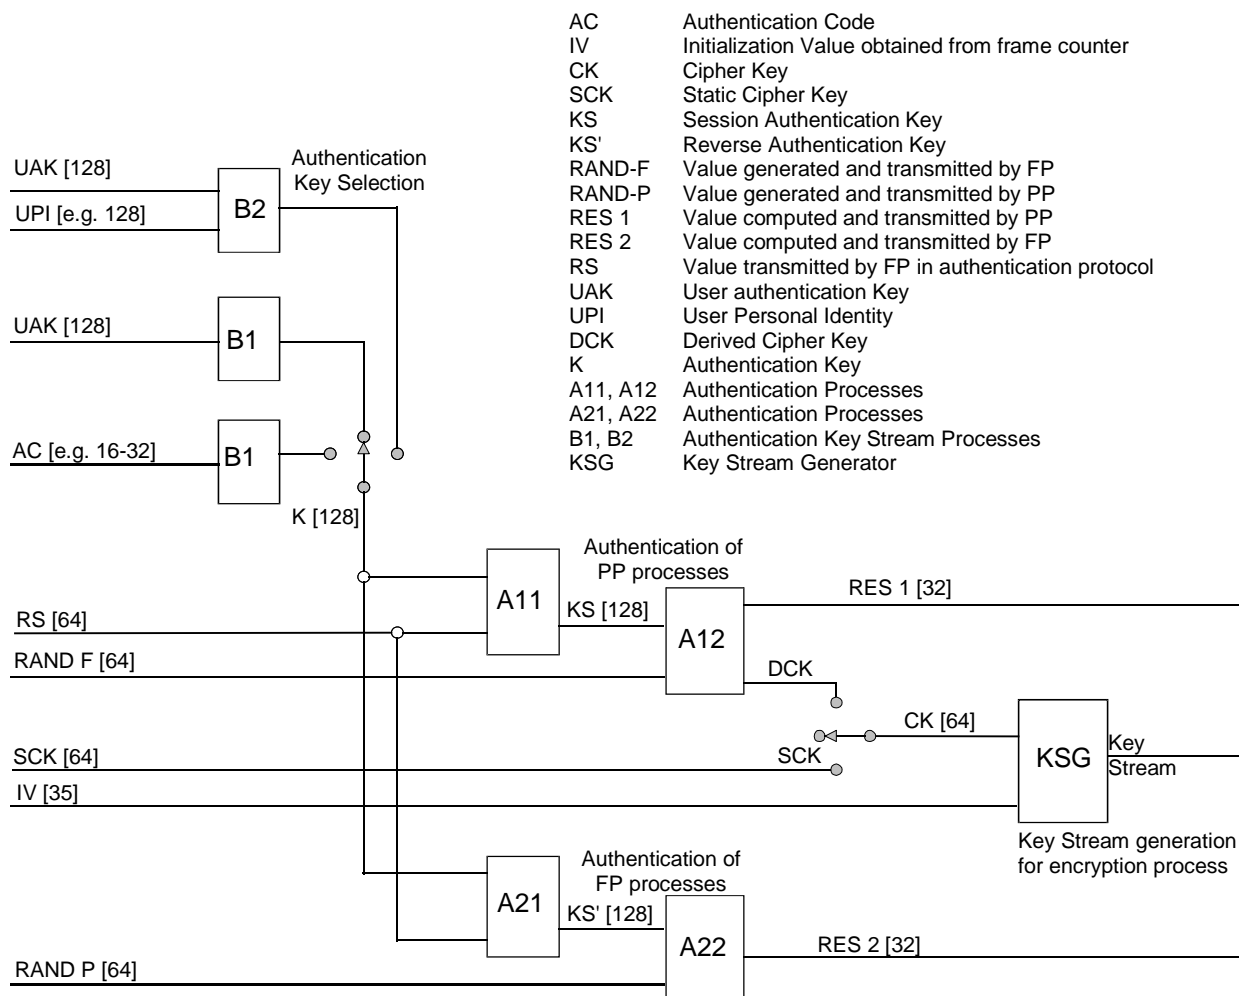 AC Authentication Code
IV Initialization Value obtained from frame counter
CK Cipher Key
SCK Static Cipher Key
KS Session Authentication Key
KS' Reverse Authentication Key
RAND-F Value generated and transmitted by FP
RAND-P Value generated and transmitted by PP
RES 1 Value computed and transmitted by PP
RES 2 Value computed and transmitted by FP
RS Value transmitted by FP in authentication protocol
UAK User authentication Key
UPI User Personal Identity
DCK Derived Cipher Key
K Authentication Key
A11, A12 Authentication Processes
A21, A22 Authentication Processes
B1, B2 Authentication Key Stream Processes
KSG Key Stream Generator
UAK [128]
UPI [e.g. 128]
B2
Authentication
Key Selection
UAK [128]
B1
AC [e.g. 16-32]
B1
K [128]
Authentication of
PP processes
A11
KS [128]
A12
RES 1 [32]
RS [64]
RAND F [64]
DCK
CK [64]
SCK [64]
SCK
KSG
Key
Stream
IV [35]
Key Stream generation
for encryption process
Authentication of
FP processes
A21
KS' [128]
A22
RES 2 [32]
RAND P [64]